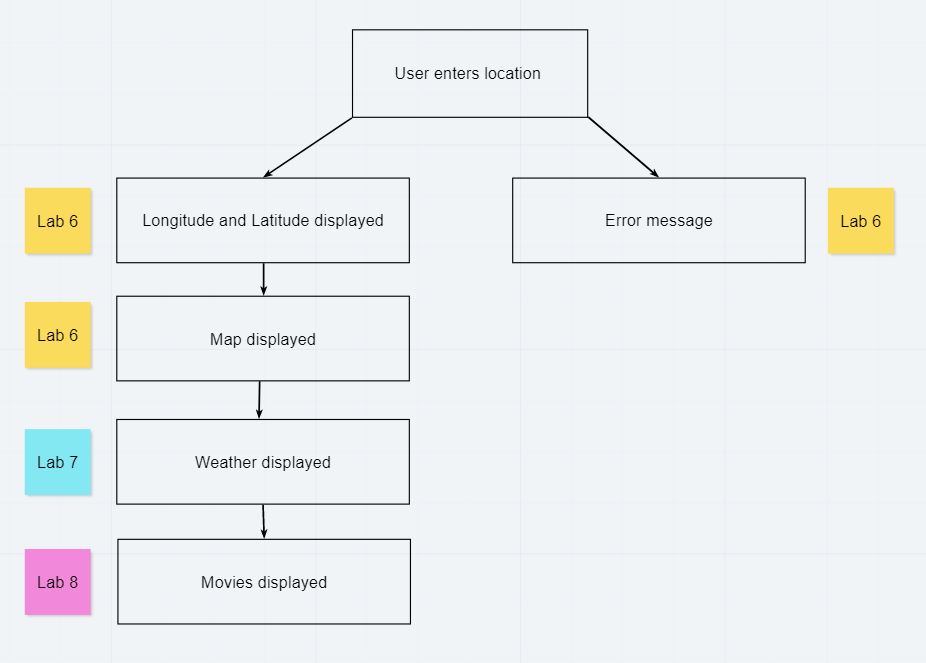 User enters location
Lab 6
Longitude and Latitude displayed
Error message
Lab 6
Lab 6
Map displayed
Lab 7
Weather displayed
Lab 8
Movies displayed